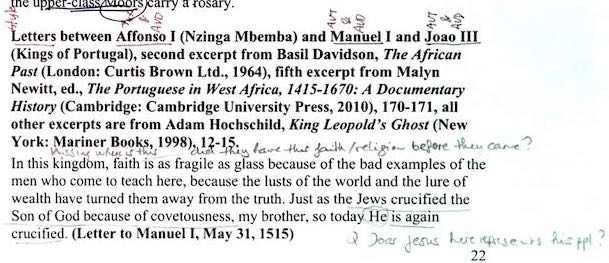 the upper-class Moors carry a rosary.
AVT & AVD AVT & AVD
Letters between Affonso I (Nzinga Mbemba) and Manuel I and Joao III
(Kings of Portugal), second excerpt from Basil Davidson, The African
Past (London: Curtis Brown Ltd., 1964), fifth excerpt from Malyn
Newitt, ed., The Portuguese in West Africa, 1415-1670: A Documentary
History (Cambridge: Cambridge University Press, 2010), 170-171, all
other excerpts are from Adam Hochschild, King Leopold's Ghost (New
York: Mariner Books, 1998), 12-15.
Missing where is this did they have this faith/religion before they came?
In this kingdom, faith is as fragile as glass because of the bad examples of the
men who come to teach here, because the lusts of the world and the lure of
wealth have turned them away from the truth. Just as the Jews crucified the
Son of God because of covetousness, my brother, so today He is again
crucified. (Letter to Manuel I, May 31, 1515)
Q Does Jesus here represents his ppl?
22